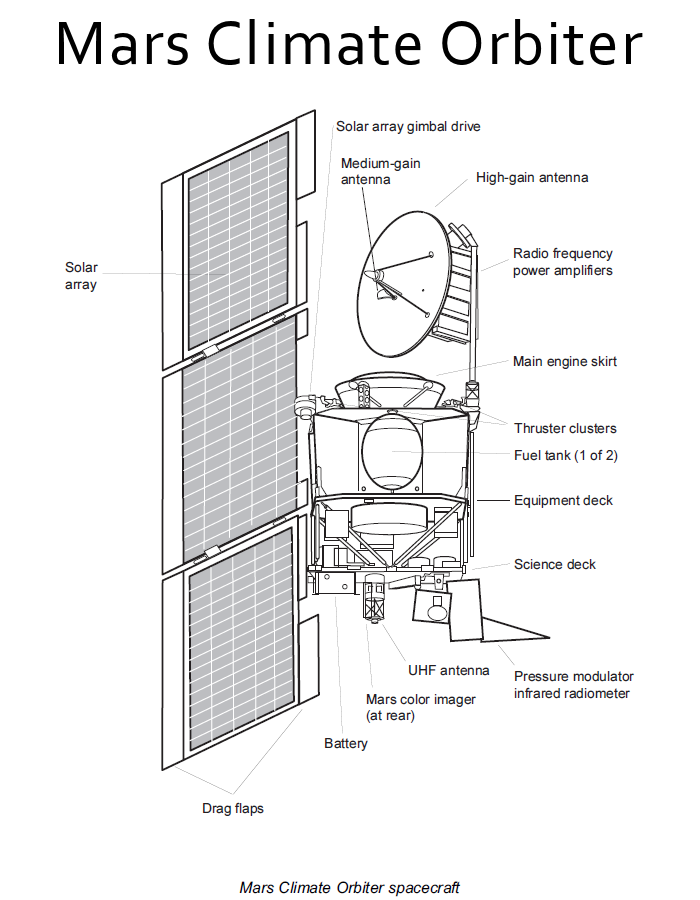 Mars Climate Orbiter
Solar array gimbal drive
Medium-gain
antenna
High-gain antenna
Solar
array
Radio frequency
power amplifiers
Main engine skirt
Thruster clusters
Fuel tank (1 of 2)
Equipment deck
Science deck
UHF antenna
Pressure modulator
infrared radiometer
Mars color imager
(at rear)
Battery
Drag flaps
Mars Climate Orbiter spacecraft